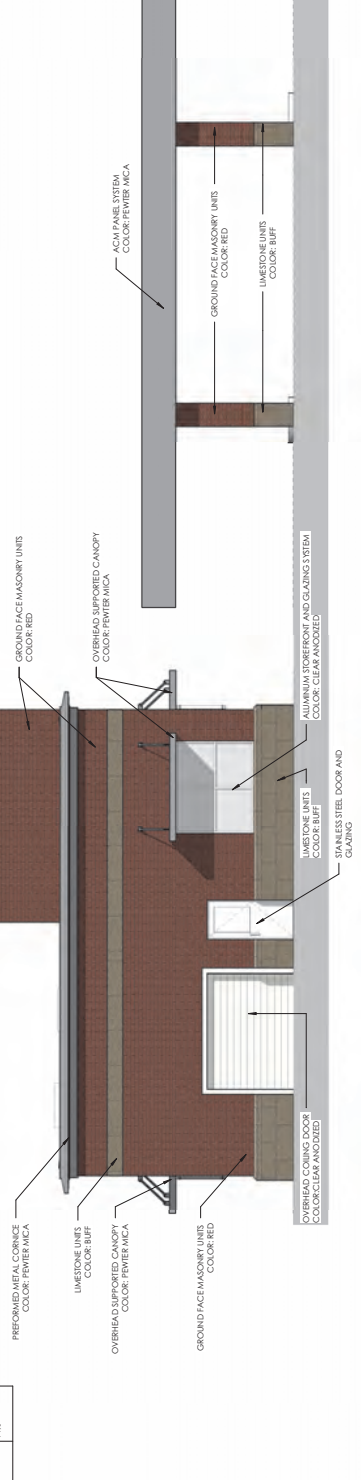 PREFORMED METAL CORNICE
COLOR: PEWTER MICA
LIMESTONE UNITS
COLOR: BUFF
OVERHEAD SUPPORTED CANOPY
COLOR: PEWTER MICA
GROUND FACE MASONRY UNITS
COLOR: RED
GROUND FACE MASONRY UNITS
COLOR: RED
OVERHEAD SUPPORTED CANOPY
COLOR: PEWTER MICA
ACM PANEL SYSTEM
COLOR: PEWTER MICA
GROUND FACE MASONRY UNITS
COLOR: RED
LIMESTONE UNITS
COLOR: BUFF
OVERHEAD COILING DOOR
COLOR:CLEAR ANODIZED
LIMESTONE UNITS
COLOR: BUFF
STAINLESS STEEL DOOR AND
GLAZING
ALUMINUM STOREFRONT AND GLAZING SYSTEM
COLOR: CLEAR ANODIZED